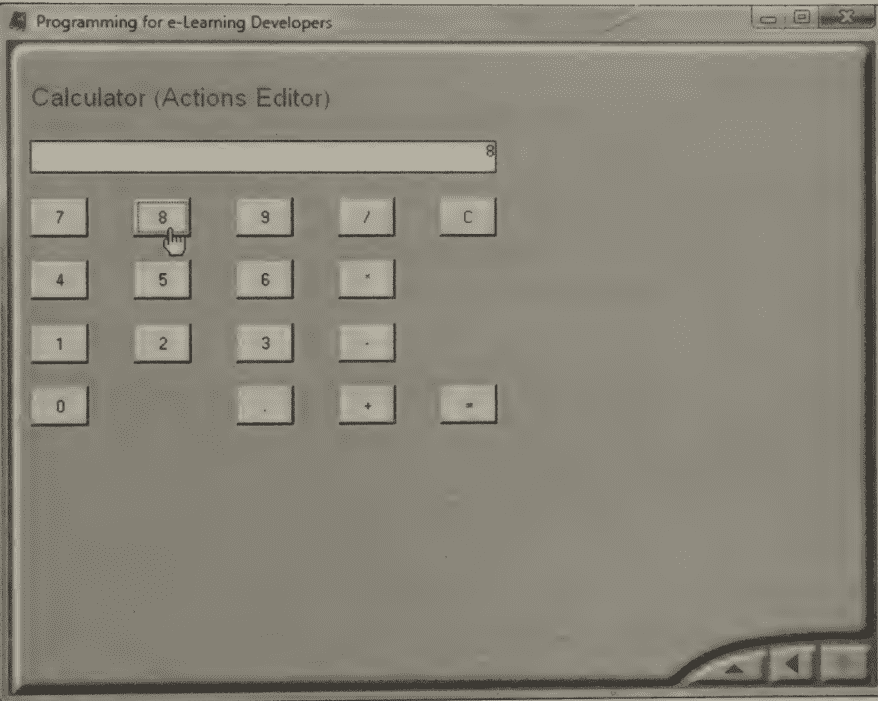 Programming for e-Learning Developers
Calculator (Actions Editor)
8
7 8 9 / C
4 5 6 *
1 2 3 -
0 . + =